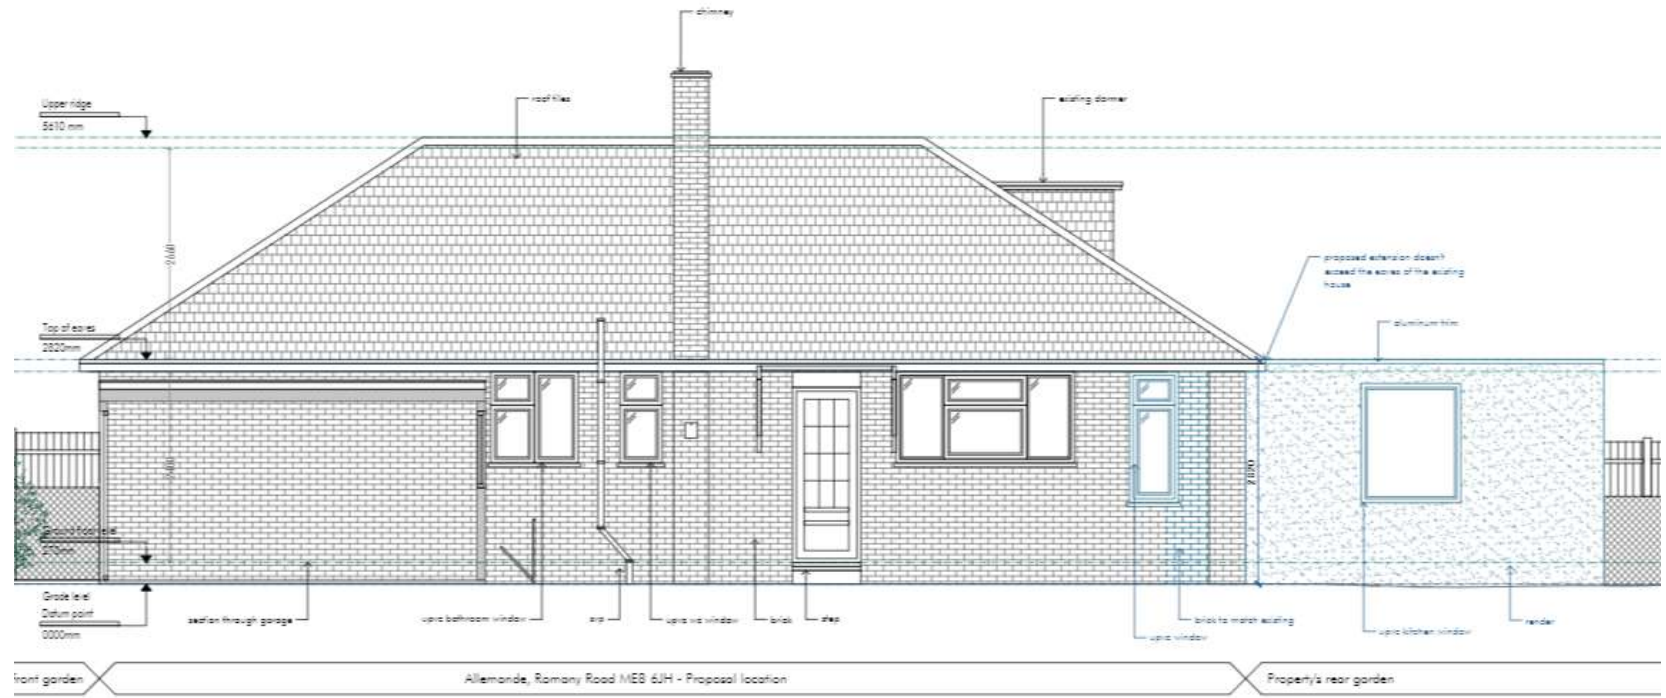 chimney
Upper ridge
5610 mm
roof tiles
existing dormer
2660
proposed extension doesn't
exceed the eaves of the existing
house
Top of eaves
2820mm
aluminum trim
2820
Ground floor level
270mm
Grade level
Datum point
0000mm
section through garage
upvc bathroom window
svp
upvc wc window
brick
step
upvc window
brick to match existing
upvc kitchen window
render
front garden
Allemande, Romany Road ME8 6JH - Proposal location
Property's rear garden